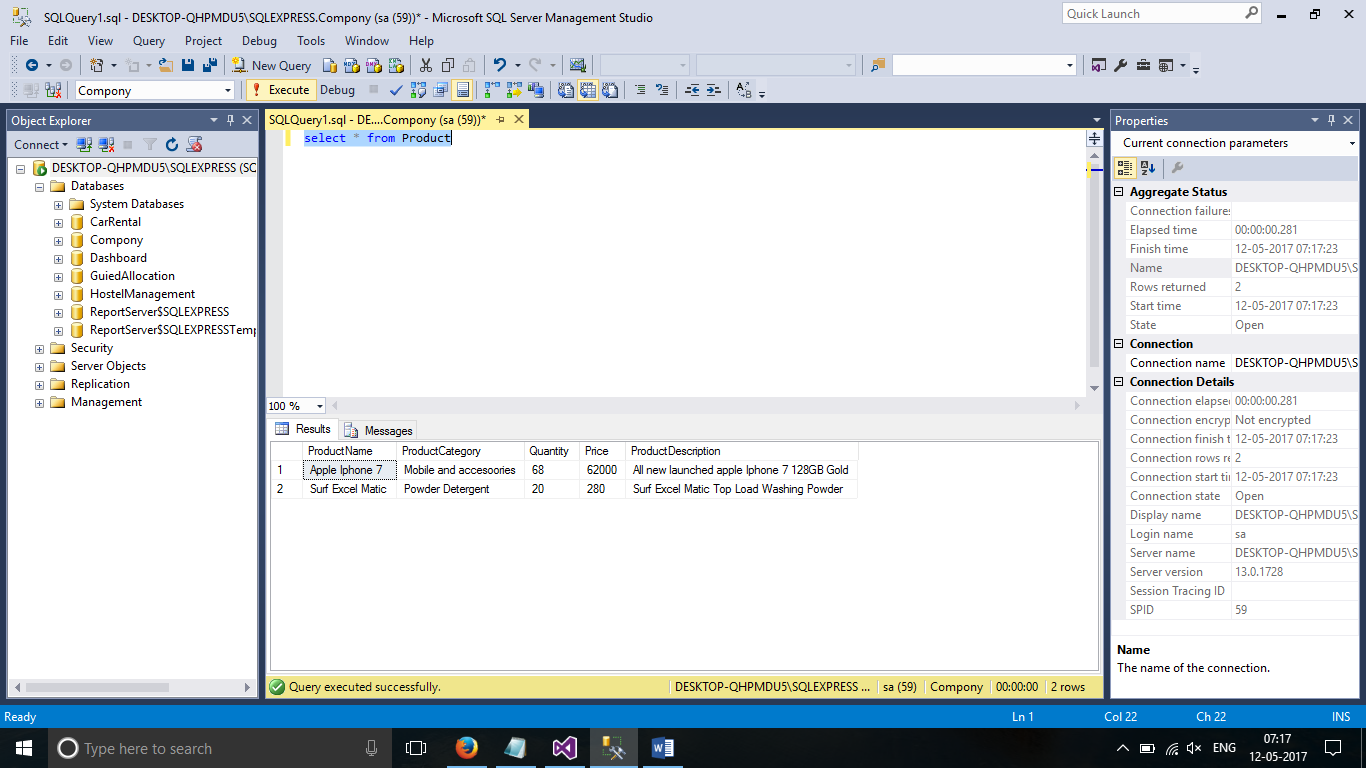 SQLQuery1.sql - DESKTOP-QHPMDU5\SQLEXPRESS.Compony (sa (59))* - Microsoft SQL Server Management Studio
Quick Launch
File Edit View Query Project Debug Tools Window Help
New Query
Compony
Execute Debug
Object Explorer
Connect
DESKTOP-QHPMDU5\SQLEXPRESS (SC
Databases
System Databases
CarRental
Compony
Dashboard
GuiedAllocation
HostelManagement
ReportServer$SQLEXPRESS
ReportServer$SQLEXPRESSTemp
Security
Server Objects
Replication
Management
SQLQuery1.sql - DE....Compony (sa (59))*
select * from Product
100 %
Results Messages
ProductName ProductCategory Quantity Price ProductDescription
1 Apple Iphone 7 Mobile and accesoories 68 62000 All new launched apple Iphone 7 128GB Gold
2 Surf Excel Matic Powder Detergent 20 280 Surf Excel Matic Top Load Washing Powder
Query executed successfully.
DESKTOP-QHPMDU5\SQLEXPRESS ... sa (59) Compony 00:00:00 2 rows
Properties
Current connection parameters
Aggregate Status
Connection failures
Elapsed time 00:00:00.281
Finish time 12-05-2017 07:17:23
Name DESKTOP-QHPMDU5\S
Rows returned 2
Start time 12-05-2017 07:17:23
State Open
Connection
Connection name DESKTOP-QHPMDU5\S
Connection Details
Connection elapse 00:00:00.281
Connection encryp Not encrypted
Connection finish t 12-05-2017 07:17:23
Connection rows re 2
Connection start ti 12-05-2017 07:17:23
Connection state Open
Display name DESKTOP-QHPMDU5\S
Login name sa
Server name DESKTOP-QHPMDU5\S
Server version 13.0.1728
Session Tracing ID
SPID 59
Name
The name of the connection.
Ready Ln 1 Col 22 Ch 22 INS
Type here to search
ENG
07:17
12-05-2017